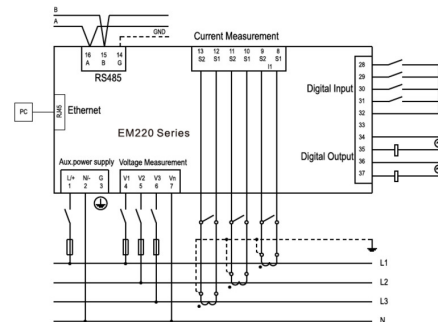 B
A
GND
Current Measurement
16 15 14
A B G
RS485
13 12 11 10 9 8
S2 S1 S2 S1 S2 S1
I1
28
29
Digital Input 30
31
32
33
34
Digital Output 35
36
37
PC
RJ45
Ethernet
EM220 Series
Aux.power supply Voltage Measurement
L/+ N/- G V1 V2 V3 Vn
1 2 3 4 5 6 7
L1
L2
L3
N